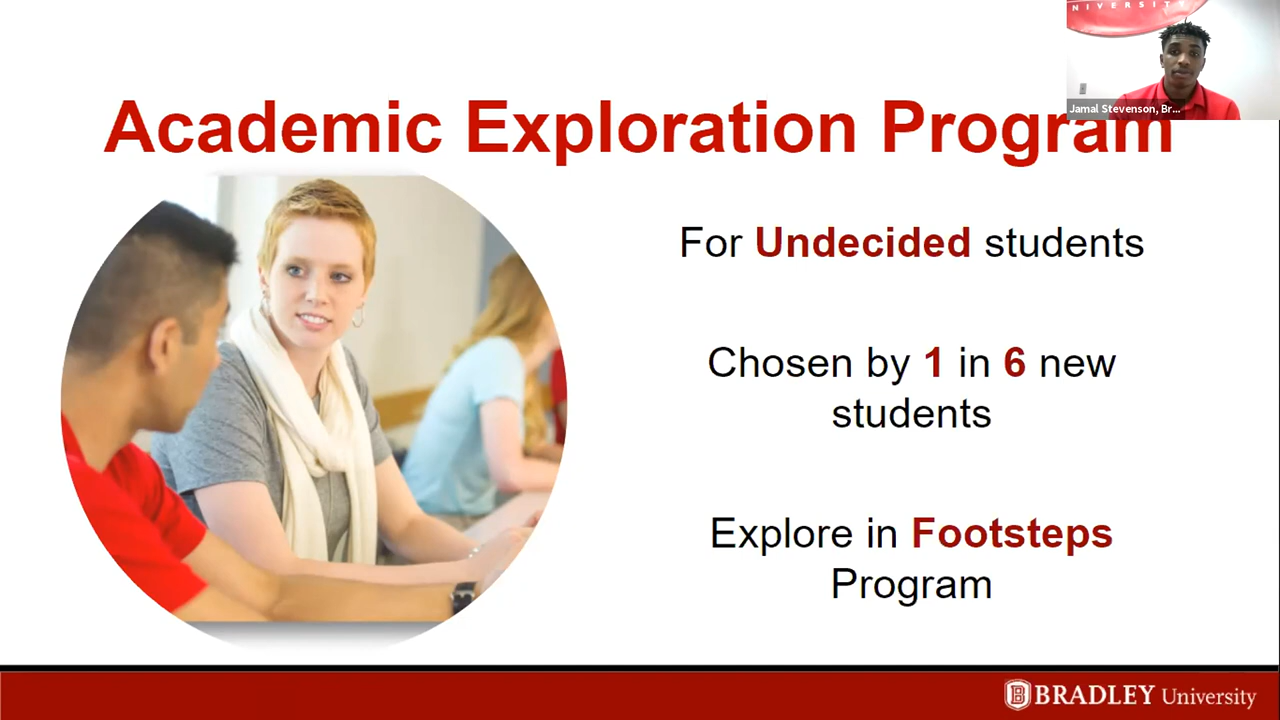 NIVERSITY
Jamal Stevenson, Br...
Academic Exploration Program
For Undecided students
Chosen by 1 in 6 new
students
Explore in Footsteps
Program
B BRADLEY University